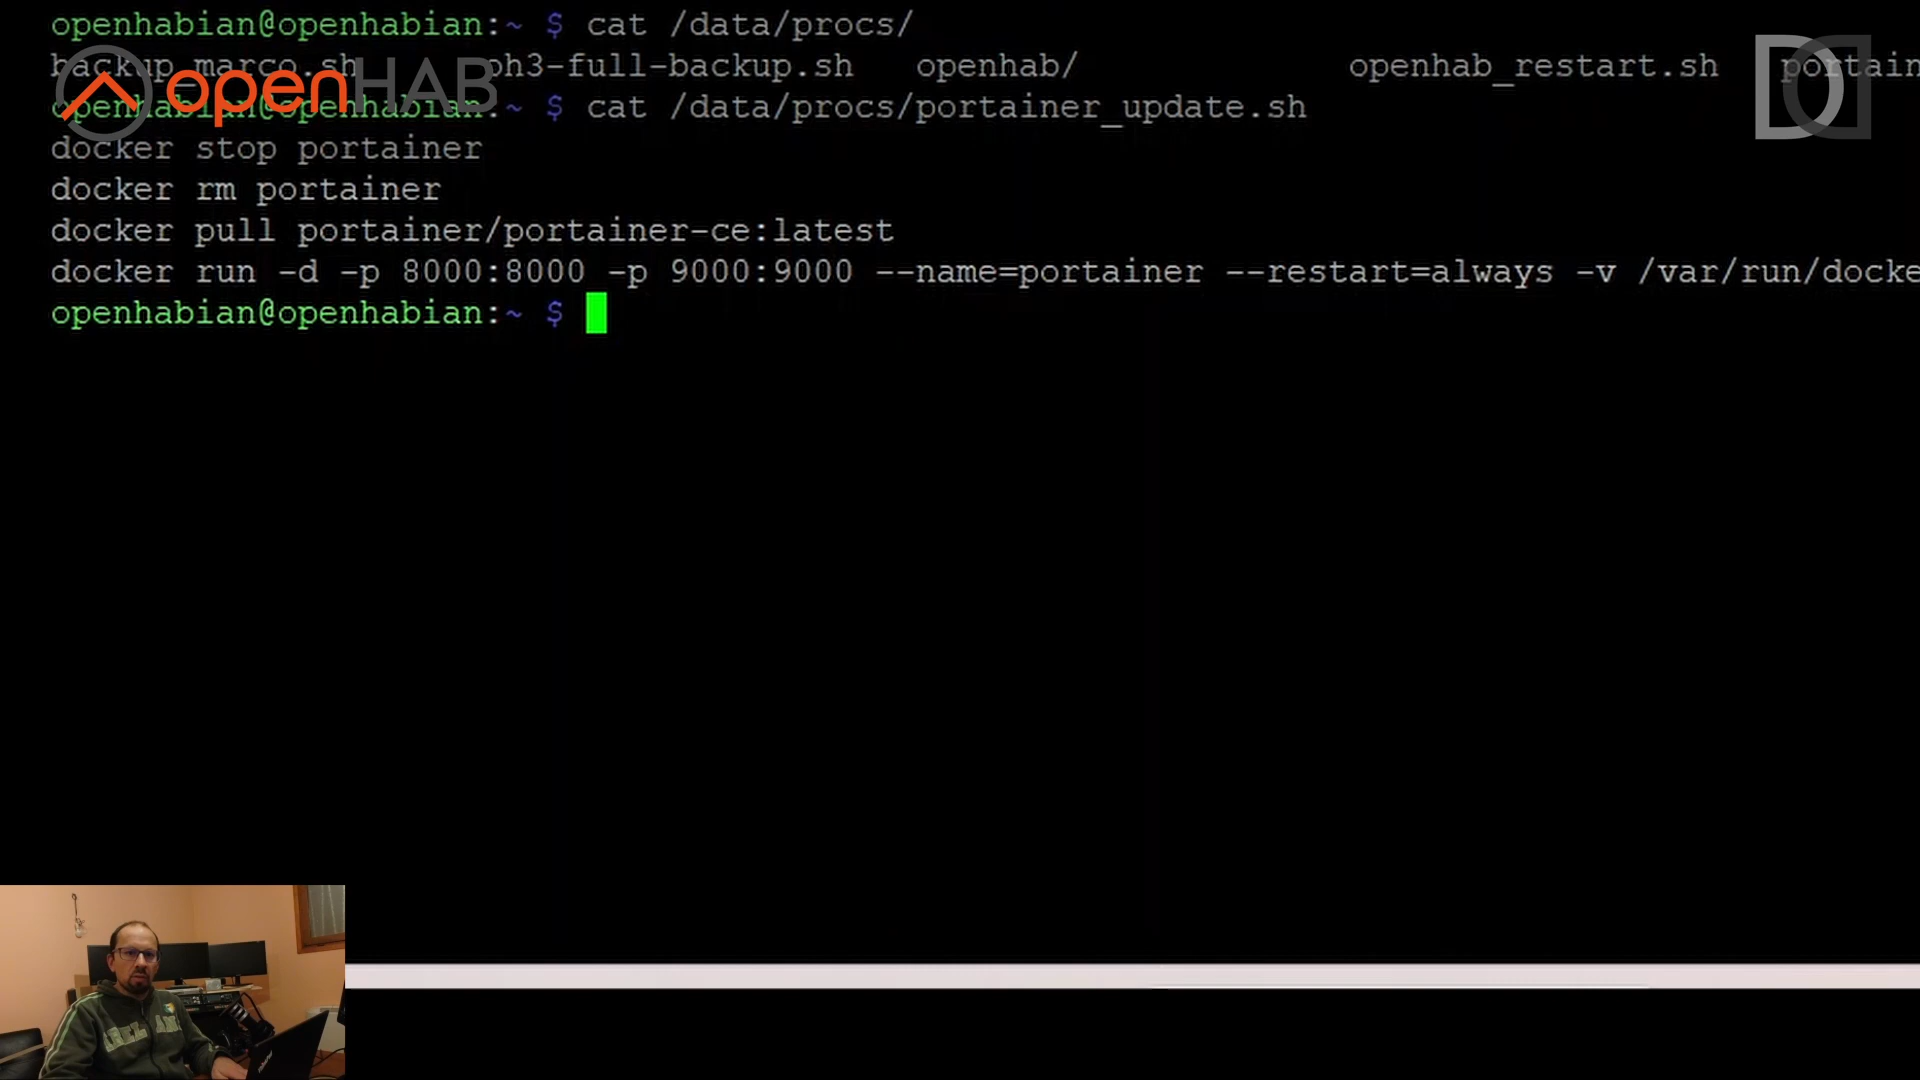 openhabian@openhabian:~ $ cat /data/procs/
backup_marco.sh oph3-full-backup.sh openhab/ openhab_restart.sh portain
openHAB
openhabian@openhabian:~ $ cat /data/procs/portainer_update.sh
docker stop portainer
docker rm portainer
docker pull portainer/portainer-ce:latest
docker run -d -p 8000:8000 -p 9000:9000 --name=portainer --restart=always -v /var/run/docke
openhabian@openhabian:~ $